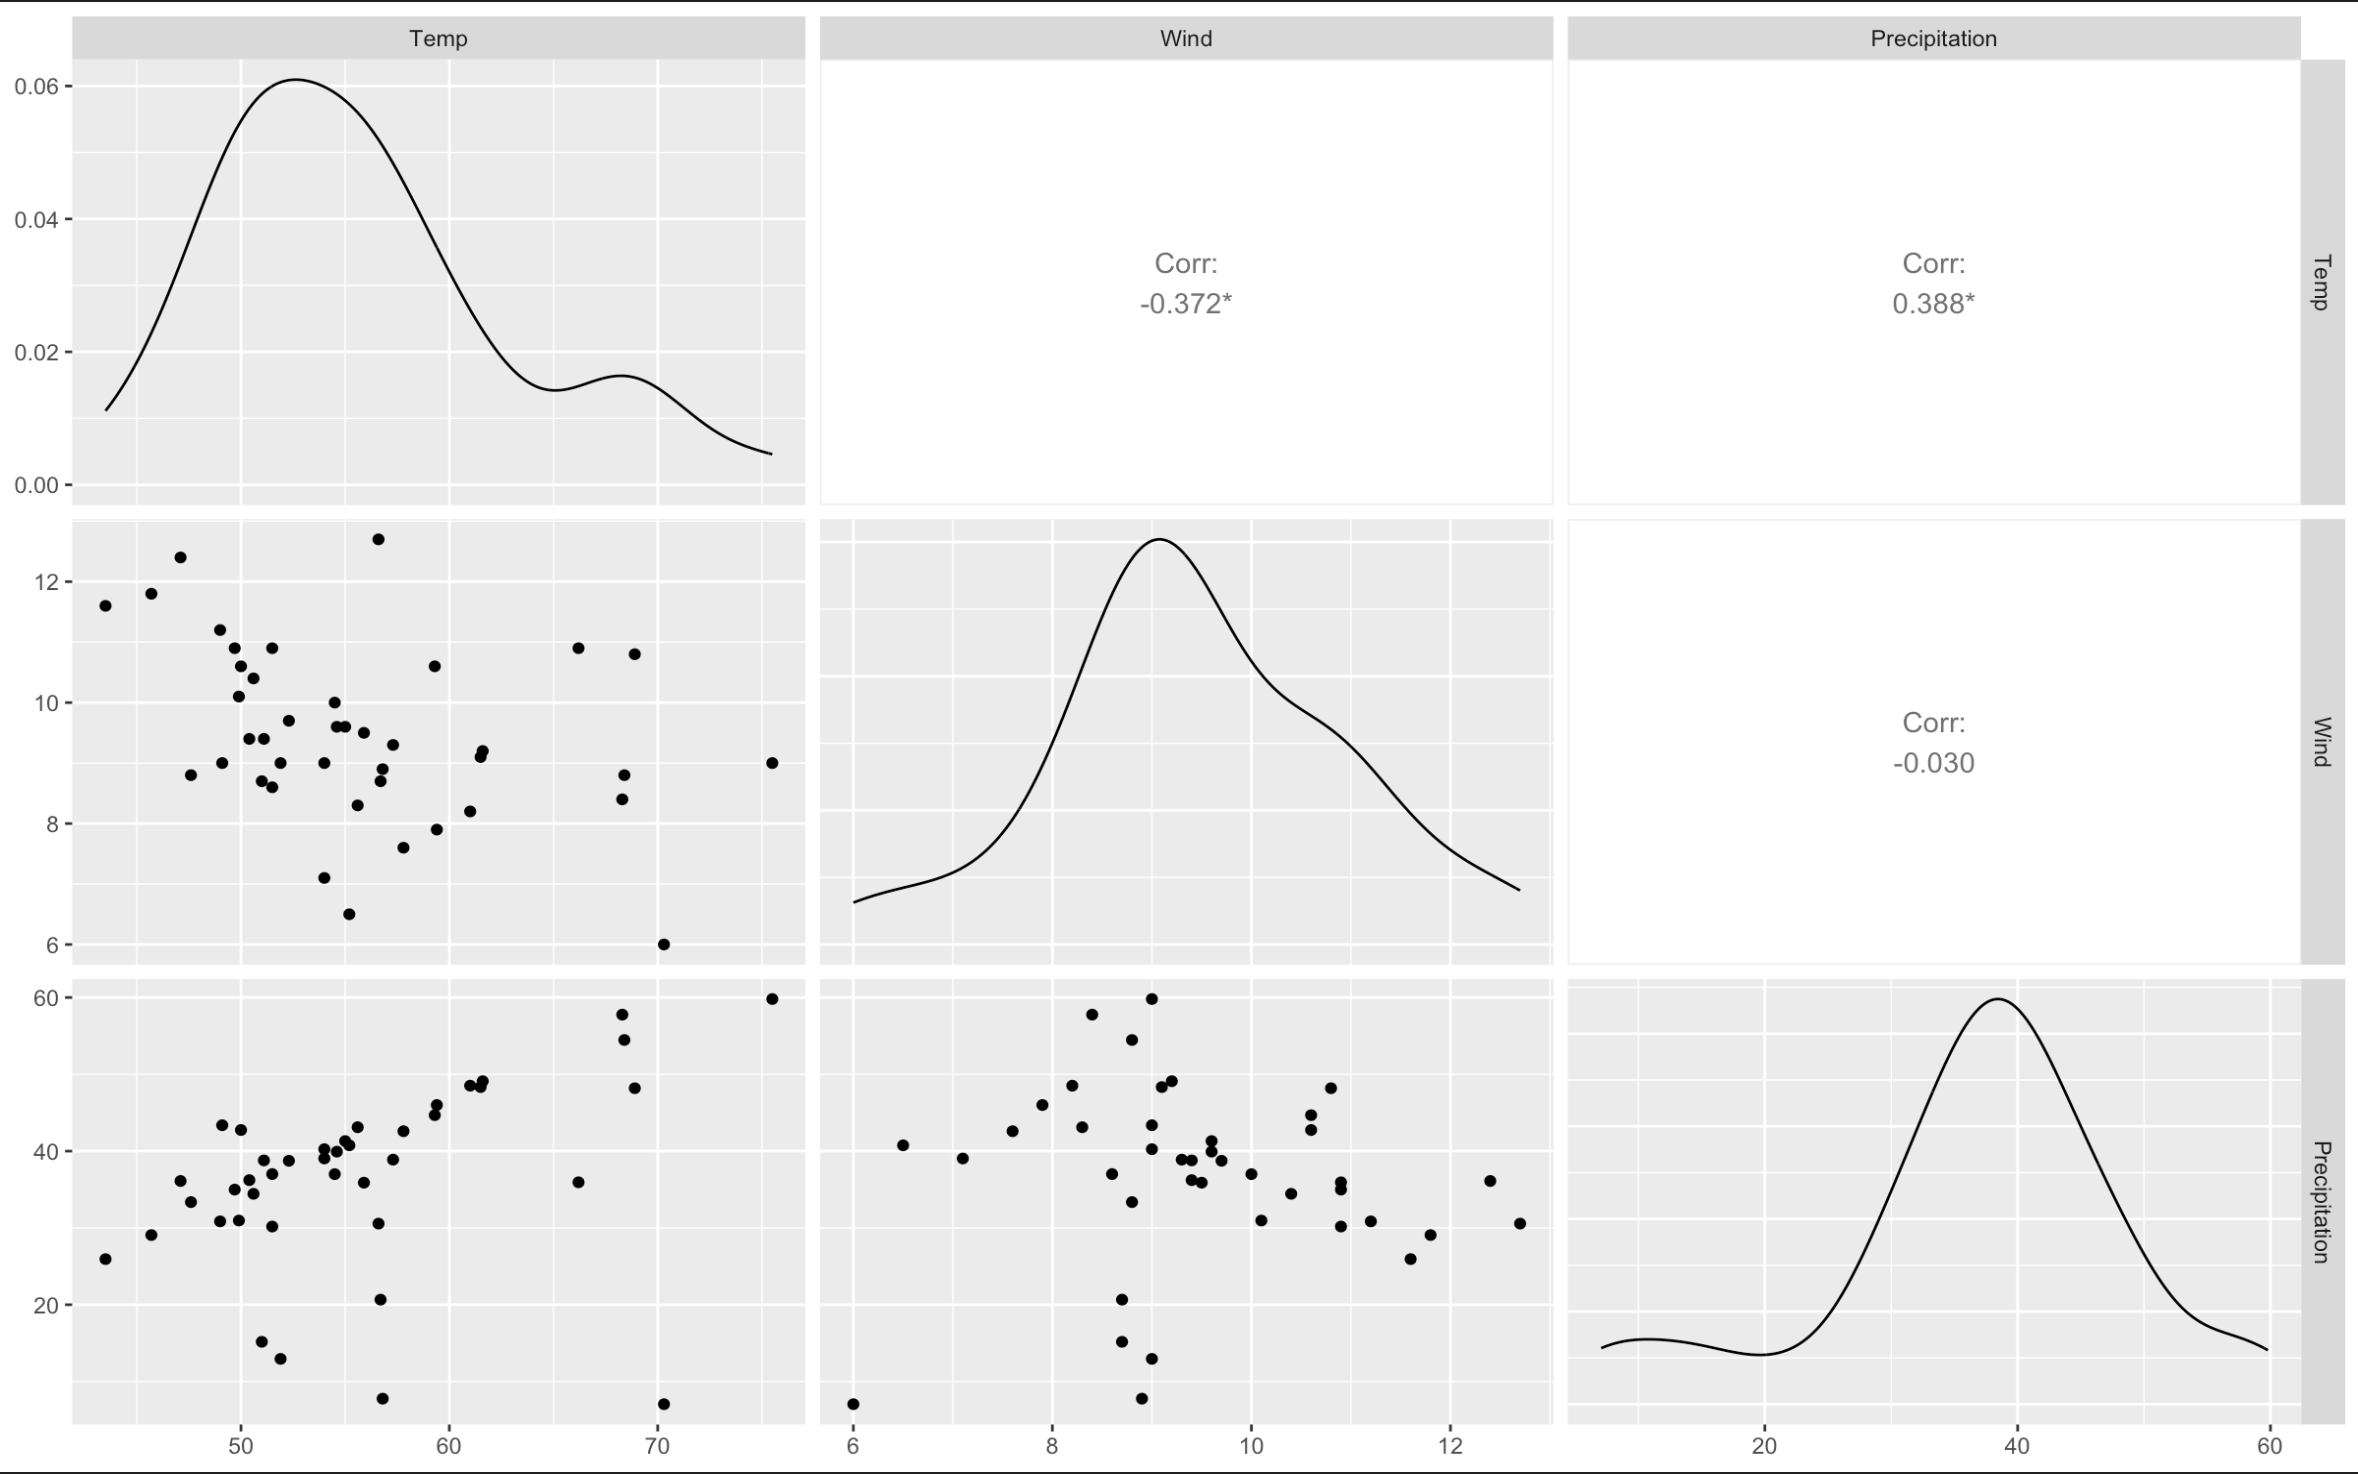 Temp
Wind
Precipitation
0.06
0.04
0.02
0.00
Corr:
-0.372*
Corr:
0.388*
Temp
12
10
8
6
Corr:
-0.030
Wind
60
40
20
Precipitation
50 60 70
6 8 10 12
20 40 60